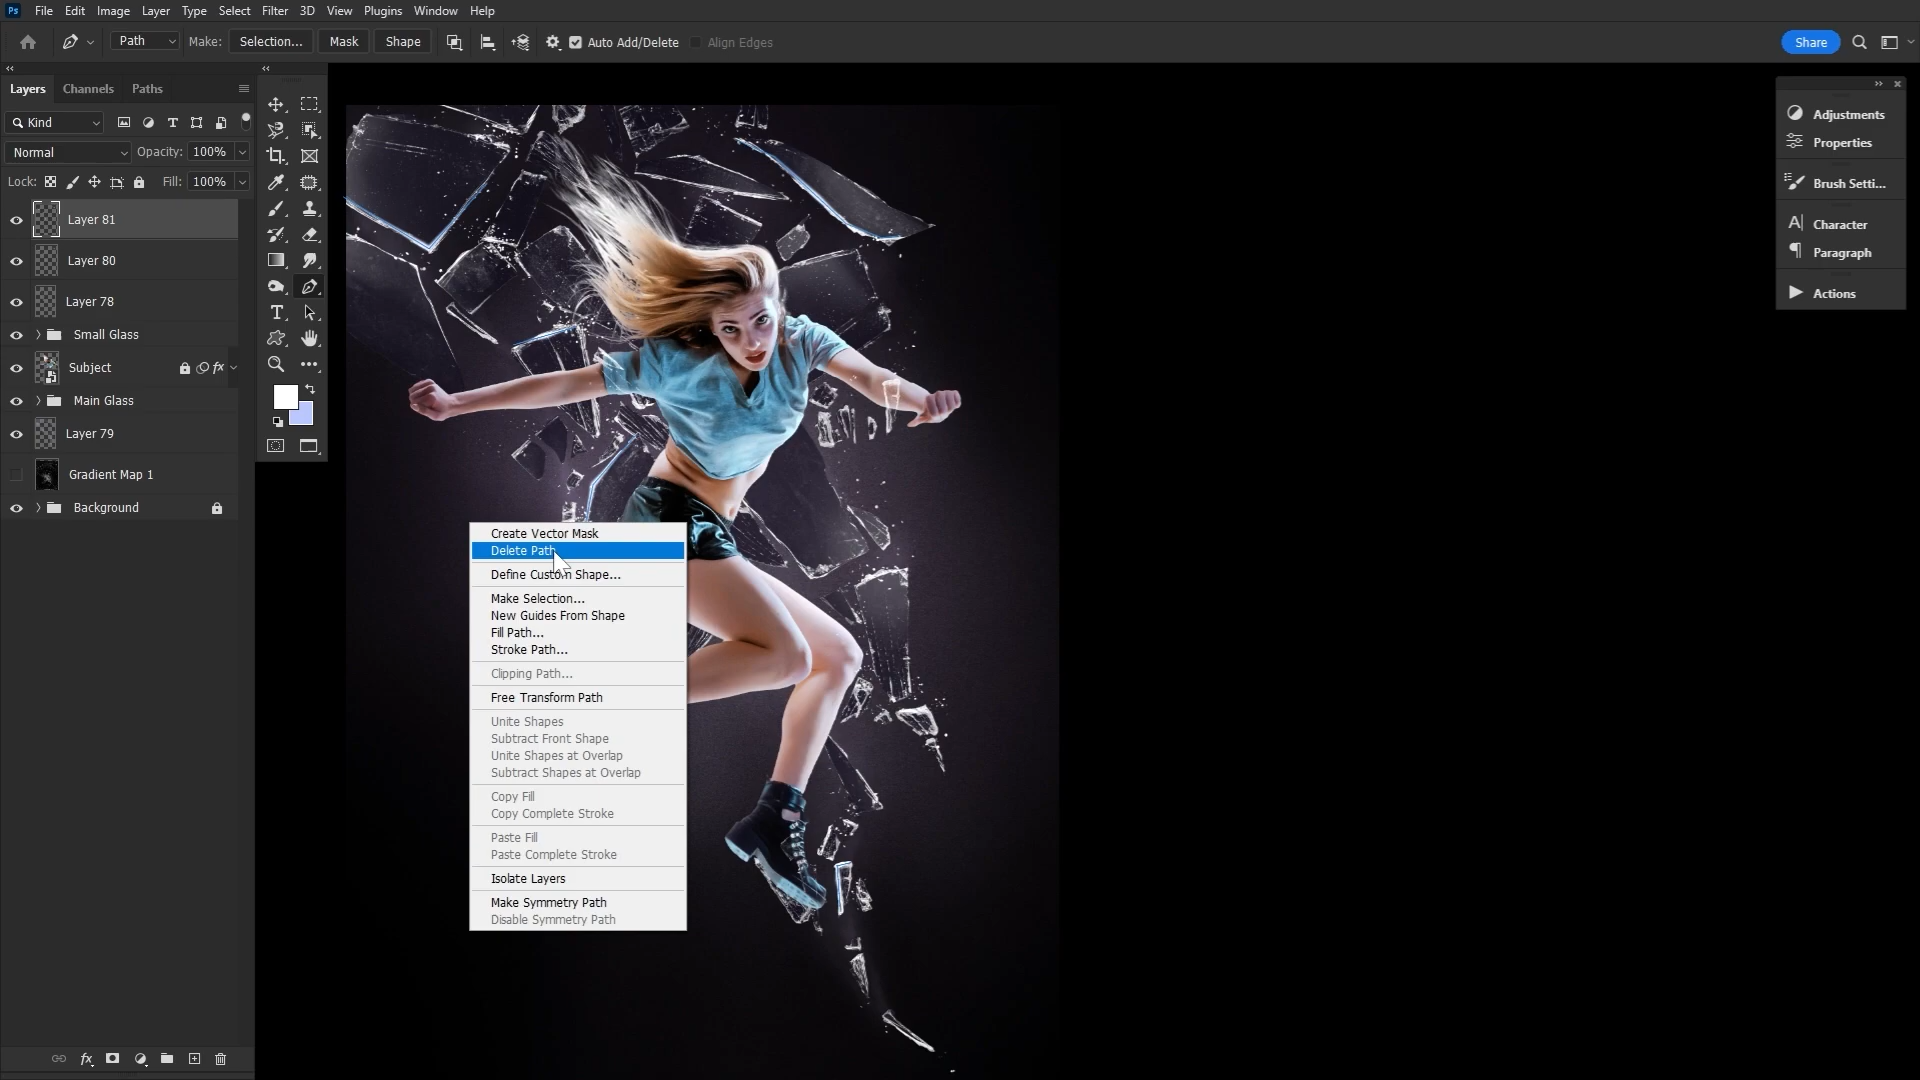 Ps File Edit Image Layer Type Select Filter 3D View Plugins Window Help
Path Make: Selection... Mask Shape Auto Add/Delete Align Edges Share
Layers Channels Paths
Kind
Normal Opacity: 100%
Lock: Fill: 100%
Layer 81
Layer 80
Layer 78
Small Glass
Subject fx
Main Glass
Layer 79
Gradient Map 1
Background
fx
Create Vector Mask
Delete Path
Define Custom Shape...
Make Selection...
New Guides From Shape
Fill Path...
Stroke Path...
Clipping Path...
Free Transform Path
Unite Shapes
Subtract Front Shape
Unite Shapes at Overlap
Subtract Shapes at Overlap
Copy Fill
Copy Complete Stroke
Paste Fill
Paste Complete Stroke
Isolate Layers
Make Symmetry Path
Disable Symmetry Path
Adjustments
Properties
Brush Setti...
Character
Paragraph
Actions